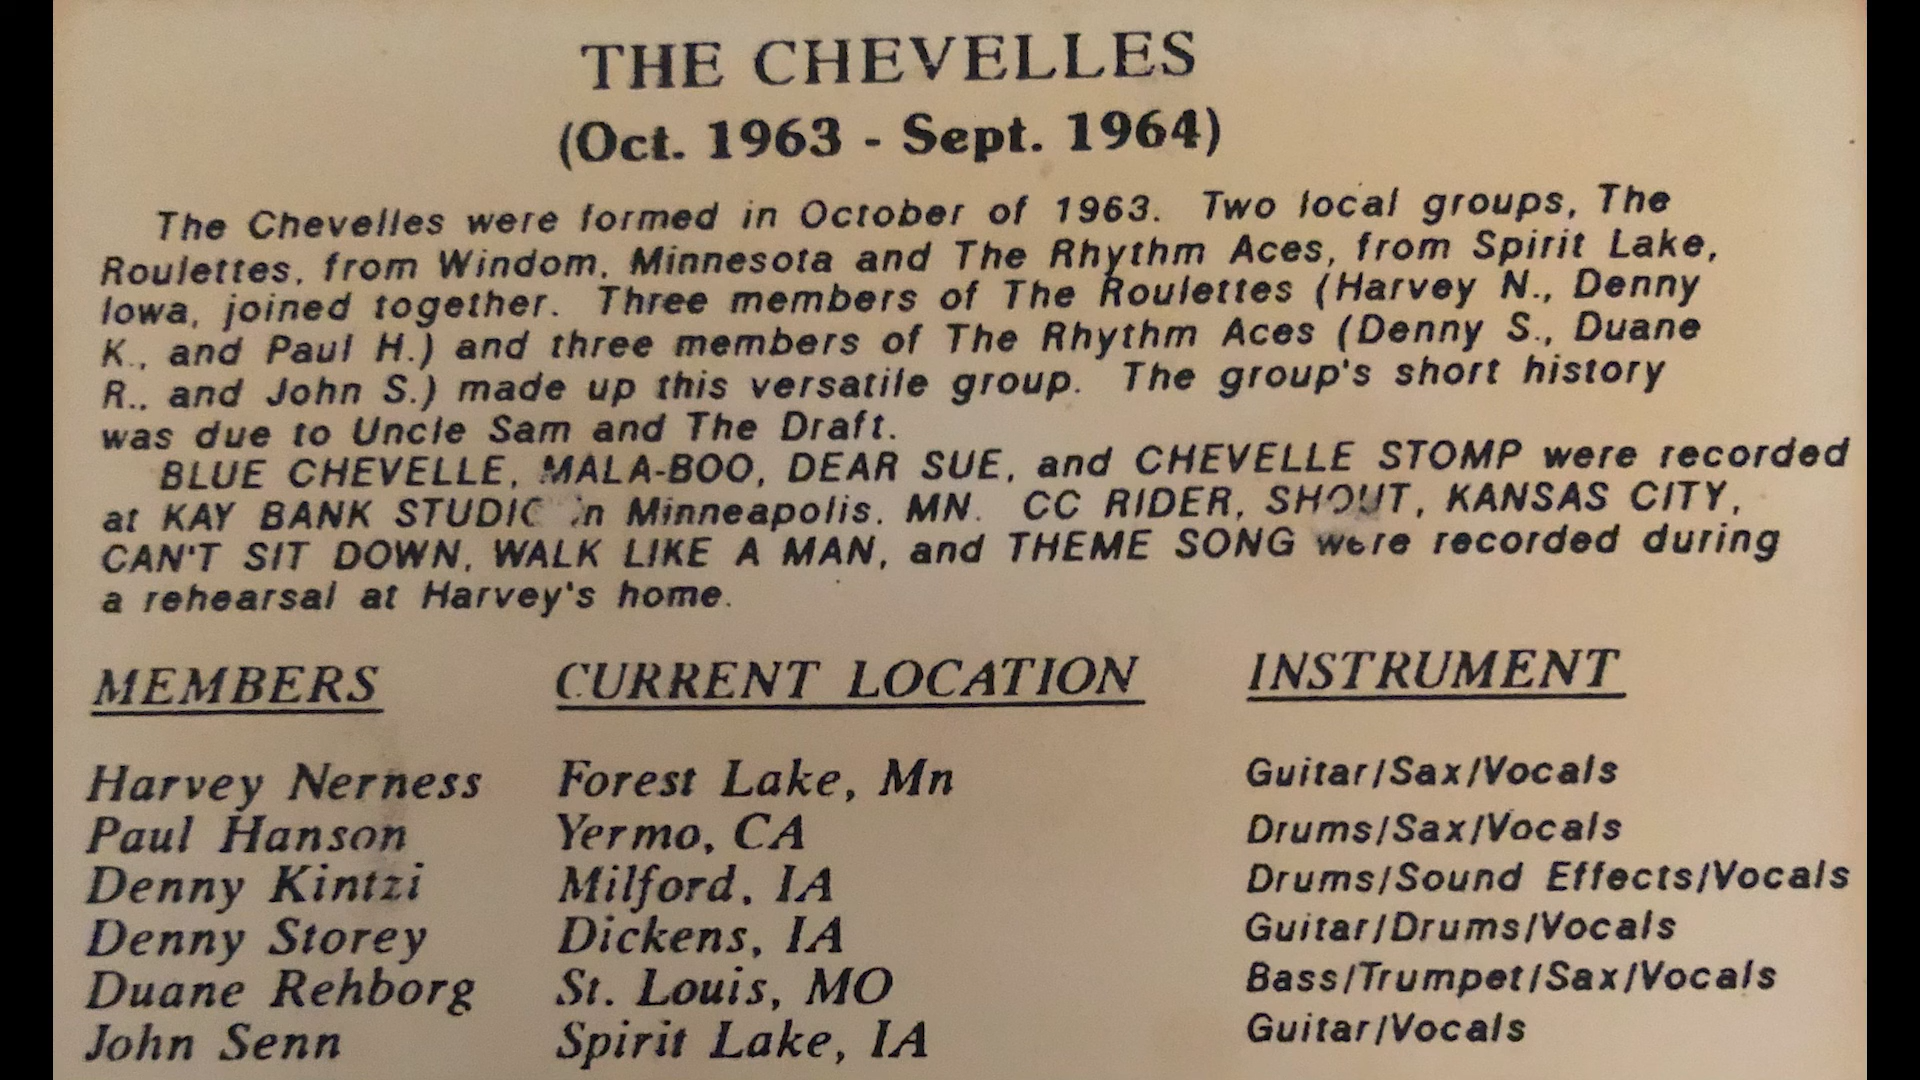 THE CHEVELLES
(Oct. 1963 - Sept. 1964)
The Chevelles were formed in October of 1963. Two local groups, The
Roulettes, from Windom, Minnesota and The Rhythm Aces, from Spirit Lake,
Iowa, joined together. Three members of The Roulettes (Harvey N., Denny
K., and Paul H.) and three members of The Rhythm Aces (Denny S., Duane
R., and John S.) made up this versatile group. The group's short history
was due to Uncle Sam and The Draft.
BLUE CHEVELLE, MALA-BOO, DEAR SUE, and CHEVELLE STOMP were recorded
at KAY BANK STUDIO in Minneapolis, MN. CC RIDER, SHOUT, KANSAS CITY,
CAN'T SIT DOWN, WALK LIKE A MAN, and THEME SONG were recorded during
a rehearsal at Harvey's home.
MEMBERS CURRENT LOCATION INSTRUMENT
Harvey Nerness Forest Lake, Mn Guitar/Sax/Vocals
Paul Hanson Yermo, CA Drums/Sax/Vocals
Denny Kintzi Milford, IA Drums/Sound Effects/Vocals
Denny Storey Dickens, IA Guitar/Drums/Vocals
Duane Rehborg St. Louis, MO Bass/Trumpet/Sax/Vocals
John Senn Spirit Lake, IA Guitar/Vocals